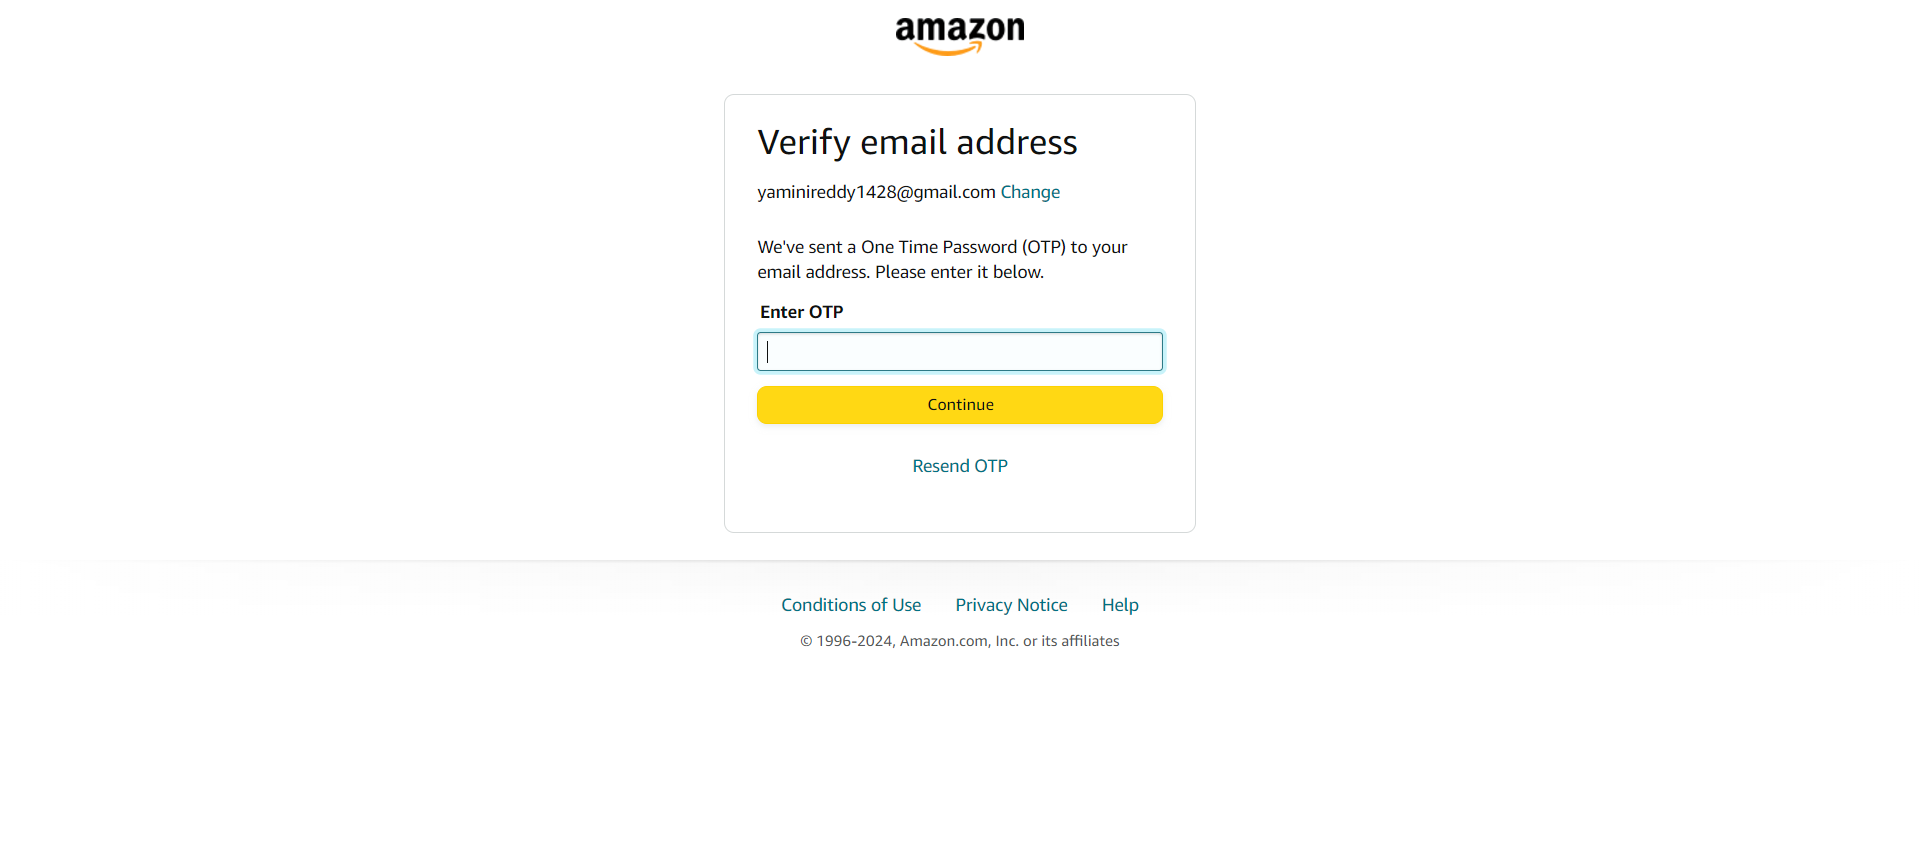 amazon
Verify email address
yaminireddy1428@gmail.com Change
We've sent a One Time Password (OTP) to your
email address. Please enter it below.
Enter OTP
Continue
Resend OTP
Conditions of Use Privacy Notice Help
© 1996-2024, Amazon.com, Inc. or its affiliates